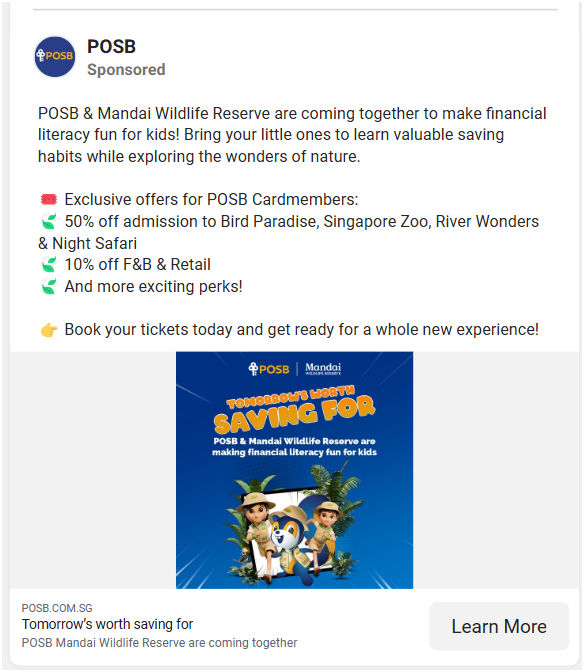 POSB
POSB
Sponsored
POSB & Mandai Wildlife Reserve are coming together to make financial
literacy fun for kids! Bring your little ones to learn valuable saving
habits while exploring the wonders of nature.
🎟️ Exclusive offers for POSB Cardmembers:
🌿 50% off admission to Bird Paradise, Singapore Zoo, River Wonders
& Night Safari
🌿 10% off F&B & Retail
🌿 And more exciting perks!
👉 Book your tickets today and get ready for a whole new experience!
POSB | Mandai
WILDLIFE RESERVE
TOMORROW'S WORTH
SAVING FOR
POSB & Mandai Wildlife Reserve are
making financial literacy fun for kids
POSB.COM.SG
Tomorrow's worth saving for
POSB Mandai Wildlife Reserve are coming together
Learn More